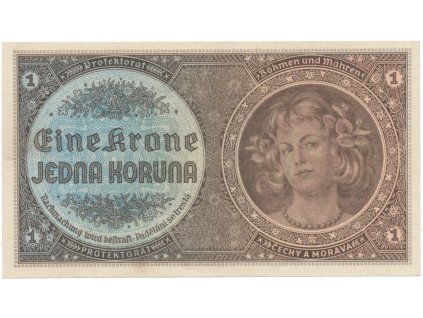 1 Protektorat Böhmen und Mähren 1
Eine Krone
JEDNA KORUNA
Nachmachung wird bestraft · Padělání se trestá
1 PROTEKTORÁT ČECHY A MORAVA 1